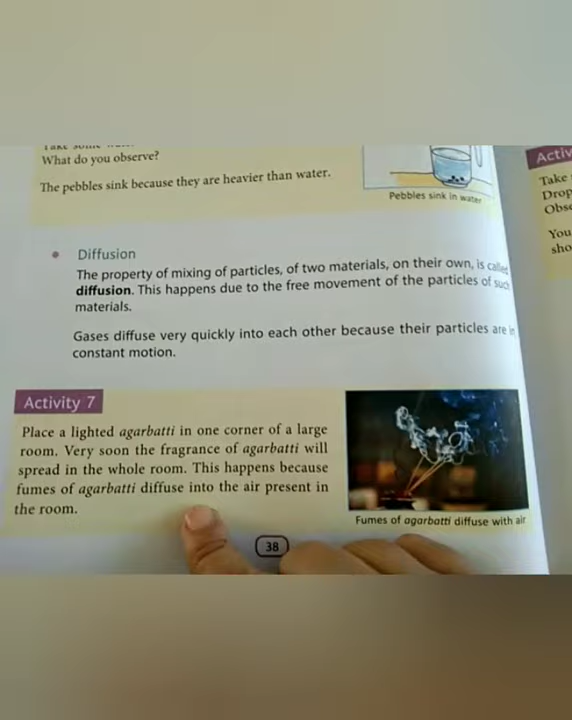 What do you observe?
The pebbles sink because they are heavier than water.
Pebbles sink in water
• Diffusion
The property of mixing of particles, of two materials, on their own, is called
diffusion. This happens due to the free movement of the particles of such
materials.
Gases diffuse very quickly into each other because their particles are in
constant motion.
Activity 7
Place a lighted agarbatti in one corner of a large
room. Very soon the fragrance of agarbatti will
spread in the whole room. This happens because
fumes of agarbatti diffuse into the air present in
the room.
Fumes of agarbatti diffuse with air
38
Activ
Take
Drop
Obse
You
sho